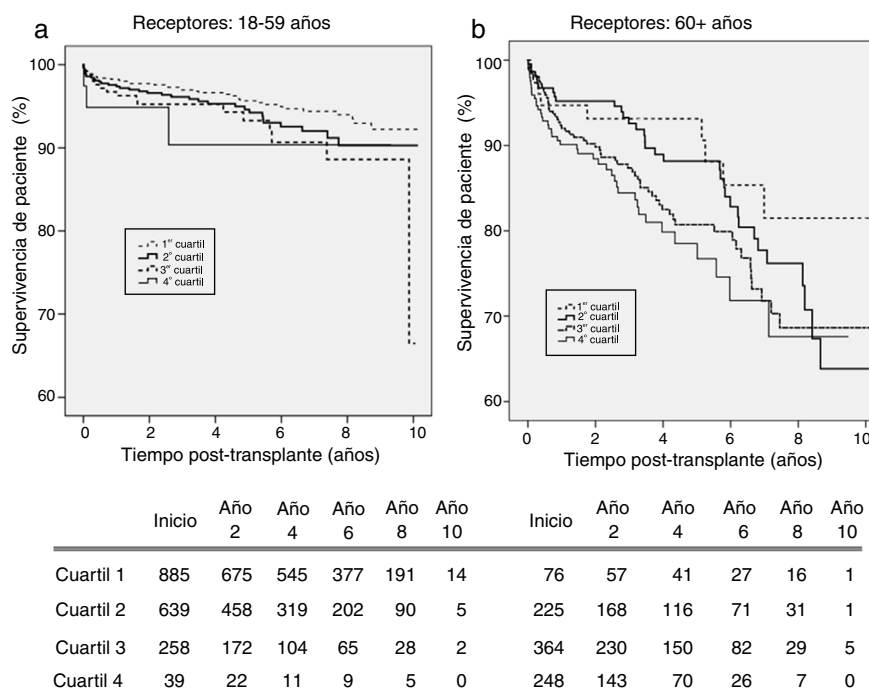 a
Receptores: 18-59 años
Supervivencia de paciente (%)
100
90
80
70
60
1er cuartil
2° cuartil
3er cuartil
4° cuartil
0 2 4 6 8 10
Tiempo post-transplante (años)
b
Receptores: 60+ años
Supervivencia de paciente (%)
100
90
80
70
60
1er cuartil
2° cuartil
3er cuartil
4° cuartil
0 2 4 6 8 10
Tiempo post-transplante (años)
Inicio Año 2 Año 4 Año 6 Año 8 Año 10 Inicio Año 2 Año 4 Año 6 Año 8 Año 10
Cuartil 1 885 675 545 377 191 14 76 57 41 27 16 1
Cuartil 2 639 458 319 202 90 5 225 168 116 71 31 1
Cuartil 3 258 172 104 65 28 2 364 230 150 82 29 5
Cuartil 4 39 22 11 9 5 0 248 143 70 26 7 0